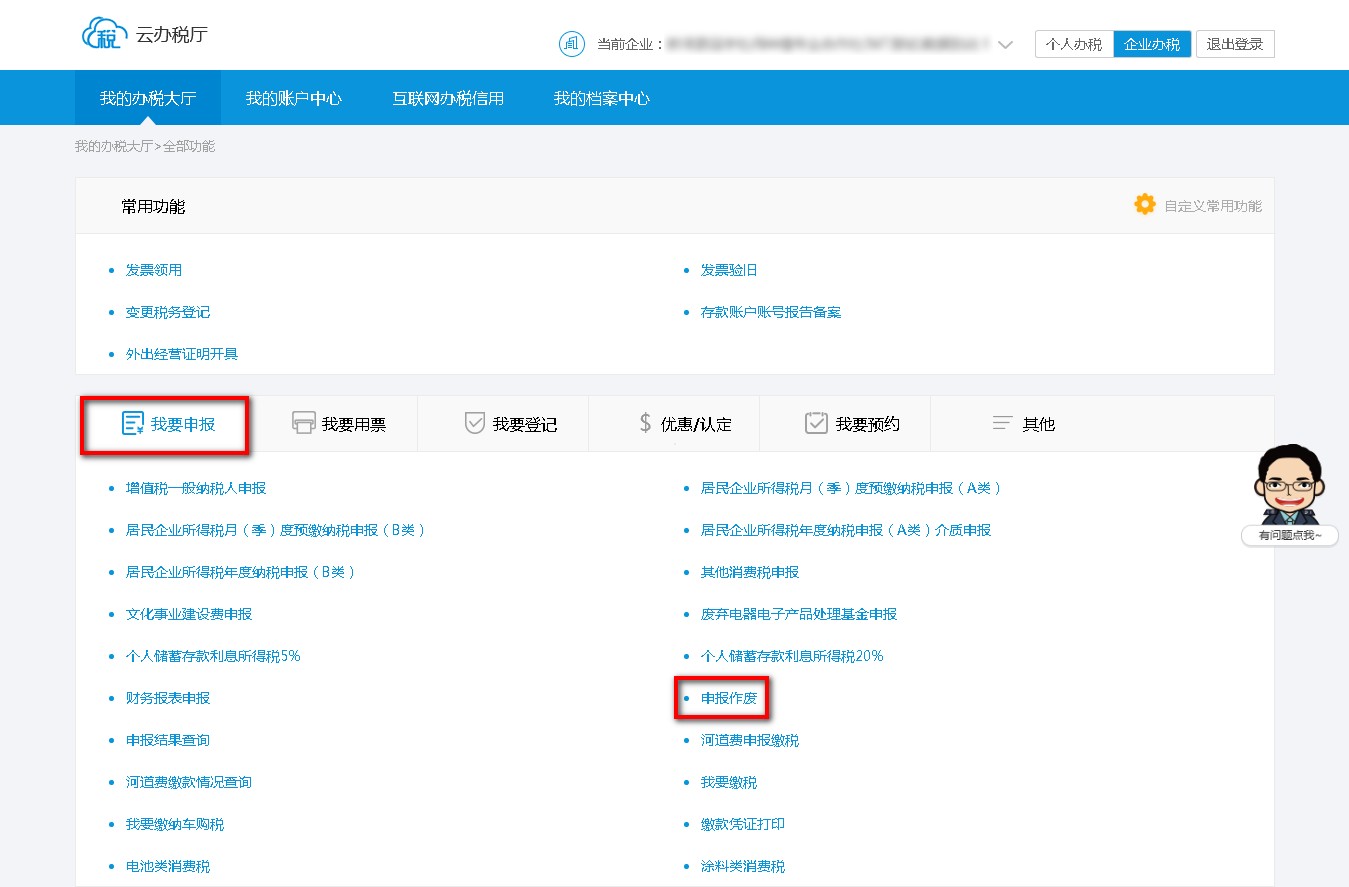 税 云办税厅
当前企业：
个人办税 企业办税 退出登录
我的办税大厅 我的账户中心 互联网办税信用 我的档案中心
我的办税大厅>全部功能
常用功能 自定义常用功能
发票领用 发票验旧
变更税务登记 存款账户账号报告备案
外出经营证明开具
我要申报 我要用票 我要登记 优惠/认定 我要预约 其他
增值税一般纳税人申报 居民企业所得税月（季）度预缴纳税申报（A类）
居民企业所得税月（季）度预缴纳税申报（B类） 居民企业所得税年度纳税申报（A类）介质申报
居民企业所得税年度纳税申报（B类） 其他消费税申报
文化事业建设费申报 废弃电器电子产品处理基金申报
个人储蓄存款利息所得税5% 个人储蓄存款利息所得税20%
财务报表申报 申报作废
申报结果查询 河道费申报缴税
河道费缴款情况查询 我要缴税
我要缴纳车购税 缴款凭证打印
电池类消费税 涂料类消费税
有问题点我~